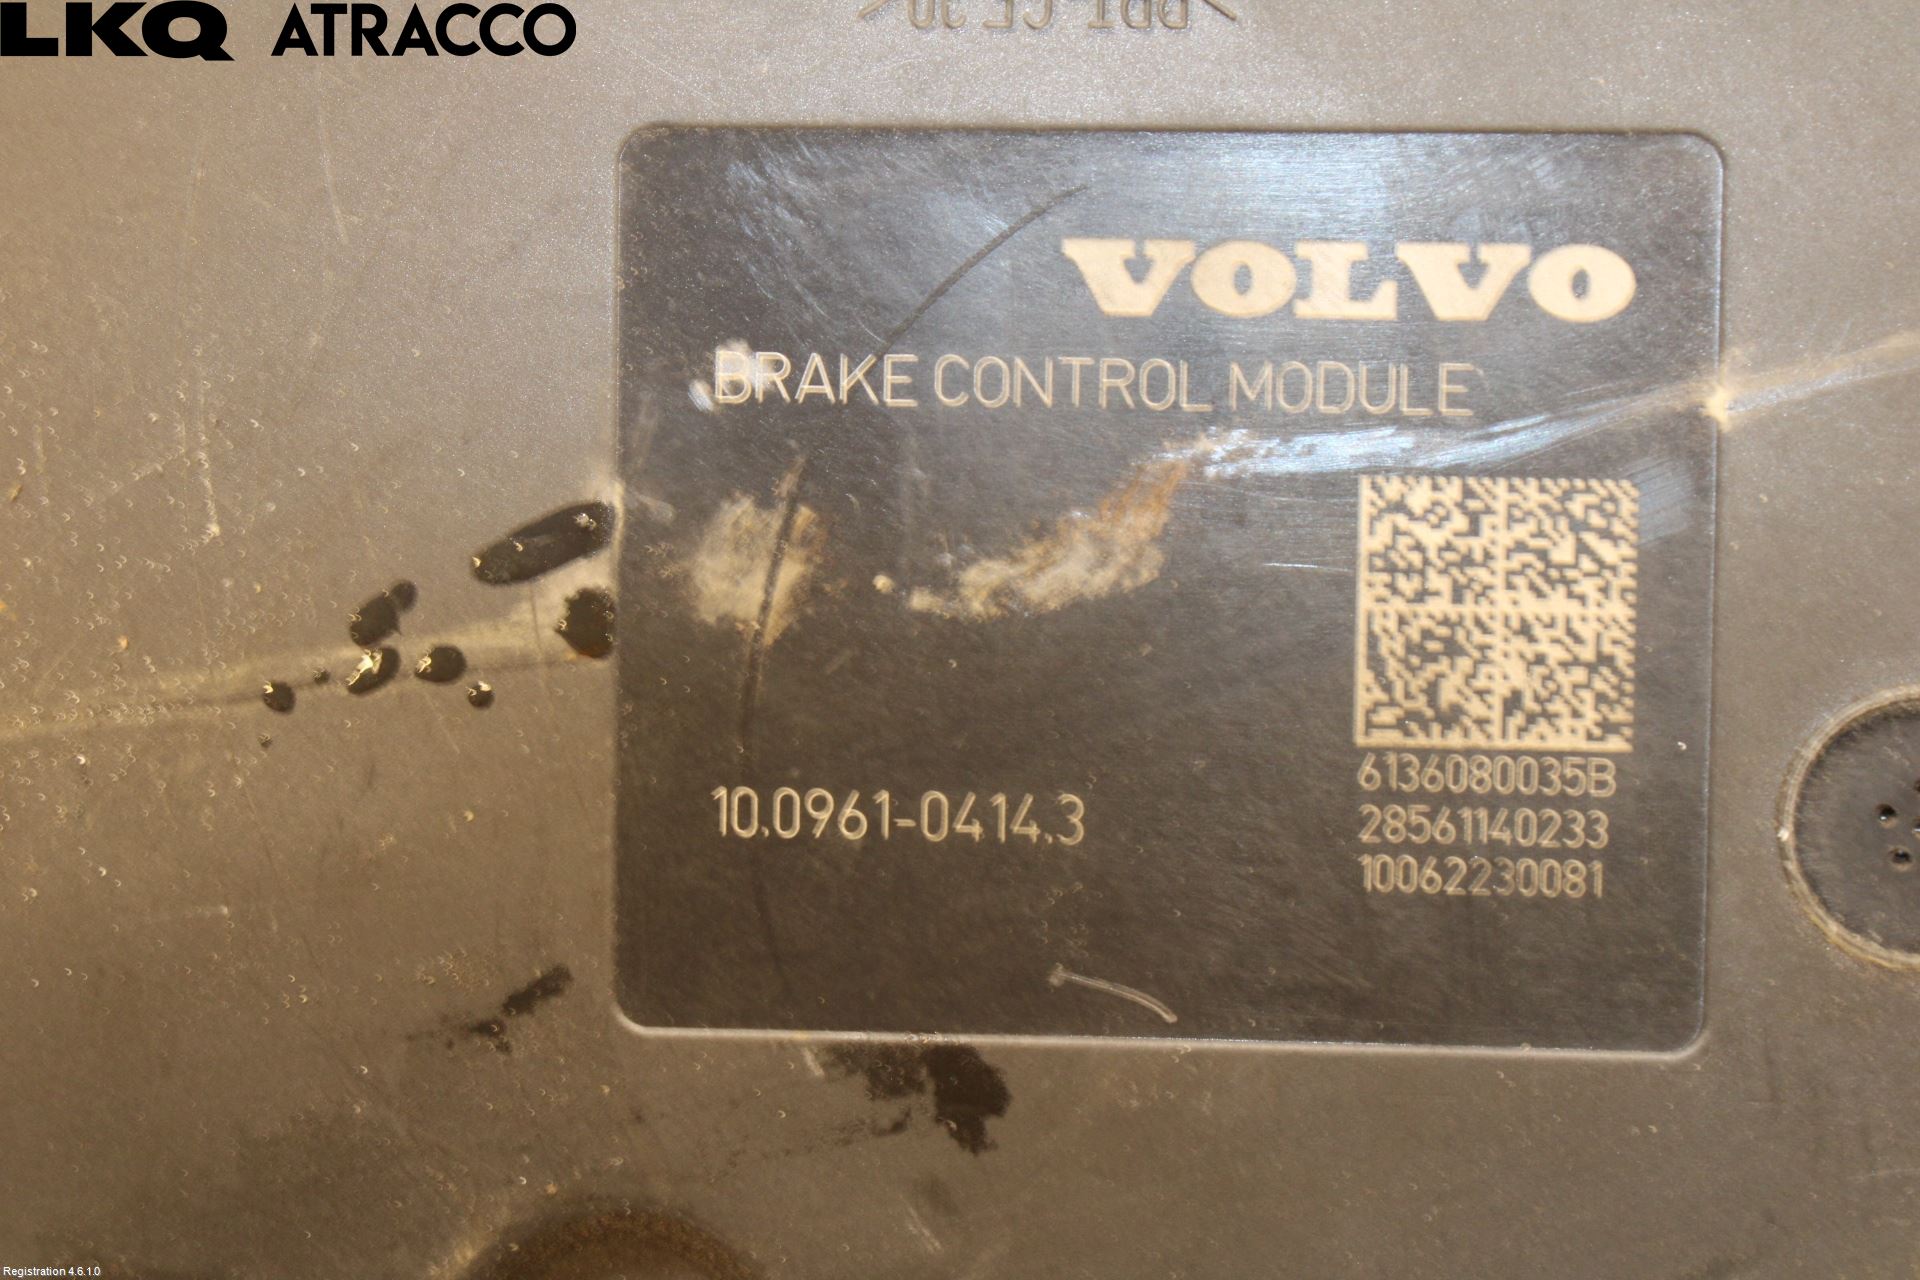 LKQ ATRACCO
VOLVO
BRAKE CONTROL MODULE
6136080035B
10.0961-0414.3
28561140233
10062230081
Registration 4.6.1.0